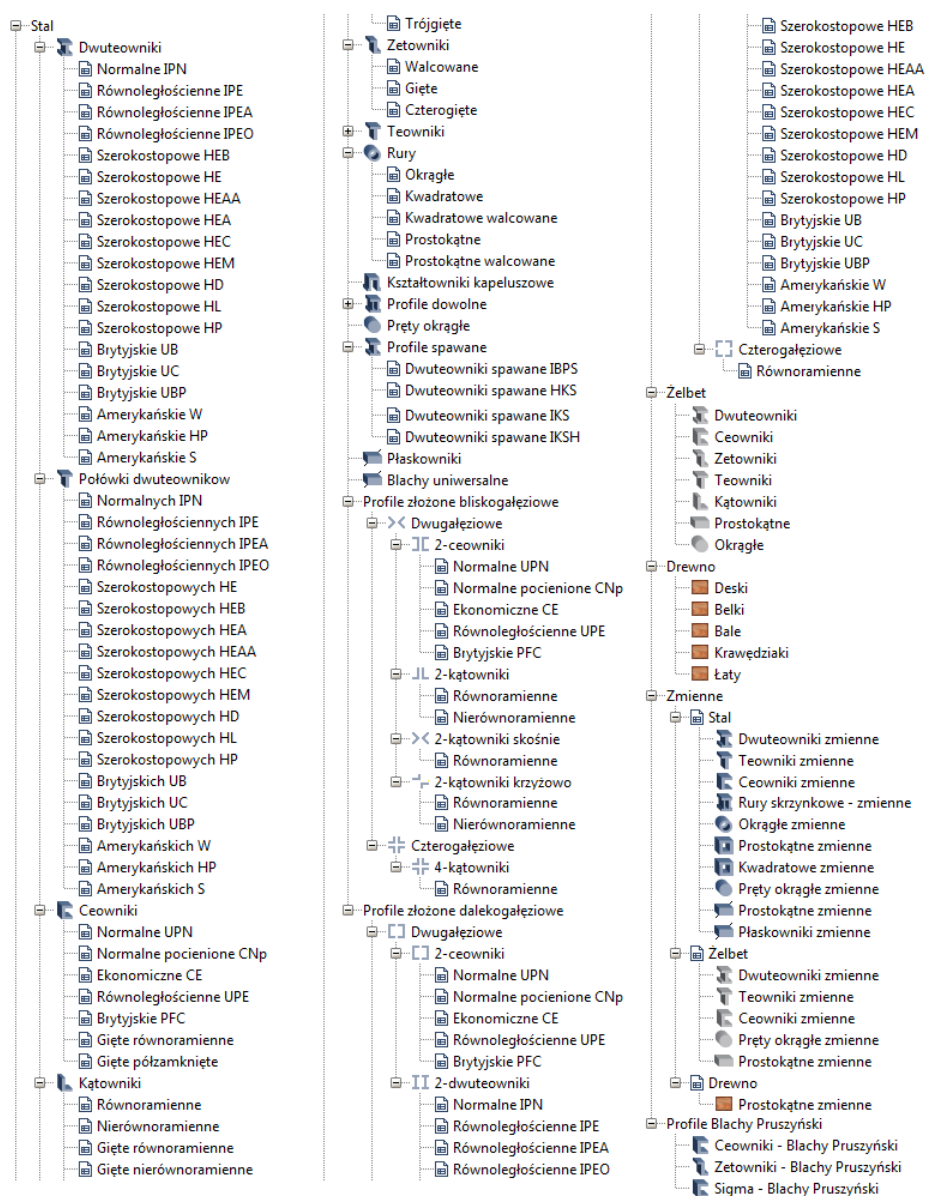 Stal
Dwuteowniki
Normalne IPN
Równoległościenne IPE
Równoległościenne IPEA
Równoległościenne IPEO
Szerokostopowe HEB
Szerokostopowe HE
Szerokostopowe HEAA
Szerokostopowe HEA
Szerokostopowe HEC
Szerokostopowe HEM
Szerokostopowe HD
Szerokostopowe HL
Szerokostopowe HP
Brytyjskie UB
Brytyjskie UC
Brytyjskie UBP
Amerykańskie W
Amerykańskie HP
Amerykańskie S
Połówki dwuteownikow
Normalnych IPN
Równoległościennych IPE
Równoległościennych IPEA
Równoległościennych IPEO
Szerokostopowych HE
Szerokostopowych HEB
Szerokostopowych HEA
Szerokostopowych HEAA
Szerokostopowych HEC
Szerokostopowych HEM
Szerokostopowych HD
Szerokostopowych HL
Szerokostopowych HP
Brytyjskich UB
Brytyjskich UC
Brytyjskich UBP
Amerykańskich W
Amerykańskich HP
Amerykańskich S
Ceowniki
Normalne UPN
Normalne pocienione CNp
Ekonomiczne CE
Równoległościenne UPE
Brytyjskie PFC
Gięte równoramienne
Gięte półzamknięte
Kątowniki
Równoramienne
Nierównoramienne
Gięte równoramienne
Gięte nierównoramienne
Trójgięte
Zetowniki
Walcowane
Gięte
Czterogięte
Teowniki
Rury
Okrągłe
Kwadratowe
Kwadratowe walcowane
Prostokątne
Prostokątne walcowane
Kształtowniki kapeluszowe
Profile dowolne
Pręty okrągłe
Profile spawane
Dwuteowniki spawane IBPS
Dwuteowniki spawane HKS
Dwuteowniki spawane IKS
Dwuteowniki spawane IKSH
Płaskowniki
Blachy uniwersalne
Profile złożone bliskogałęziowe
Dwugałęziowe
2-ceowniki
Normalne UPN
Normalne pocienione CNp
Ekonomiczne CE
Równoległościenne UPE
Brytyjskie PFC
2-kątowniki
Równoramienne
Nierównoramienne
2-kątowniki skośnie
Równoramienne
2-kątowniki krzyżowo
Równoramienne
Nierównoramienne
Czterogałęziowe
4-kątowniki
Równoramienne
Profile złożone dalekogałęziowe
Dwugałęziowe
2-ceowniki
Normalne UPN
Normalne pocienione CNp
Ekonomiczne CE
Równoległościenne UPE
Brytyjskie PFC
2-dwuteowniki
Normalne IPN
Równoległościenne IPE
Równoległościenne IPEA
Równoległościenne IPEO
Szerokostopowe HEB
Szerokostopowe HE
Szerokostopowe HEAA
Szerokostopowe HEA
Szerokostopowe HEC
Szerokostopowe HEM
Szerokostopowe HD
Szerokostopowe HL
Szerokostopowe HP
Brytyjskie UB
Brytyjskie UC
Brytyjskie UBP
Amerykańskie W
Amerykańskie HP
Amerykańskie S
Czterogałęziowe
Równoramienne
Żelbet
Dwuteowniki
Ceowniki
Zetowniki
Teowniki
Kątowniki
Prostokątne
Okrągłe
Drewno
Deski
Belki
Bale
Krawędziaki
Łaty
Zmienne
Stal
Dwuteowniki zmienne
Teowniki zmienne
Ceowniki zmienne
Rury skrzynkowe - zmienne
Okrągłe zmienne
Prostokątne zmienne
Kwadratowe zmienne
Pręty okrągłe zmienne
Prostokątne zmienne
Płaskowniki zmienne
Żelbet
Dwuteowniki zmienne
Teowniki zmienne
Ceowniki zmienne
Pręty okrągłe zmienne
Prostokątne zmienne
Drewno
Prostokątne zmienne
Profile Blachy Pruszyński
Ceowniki - Blachy Pruszyński
Zetowniki - Blachy Pruszyński
Sigma - Blachy Pruszyński